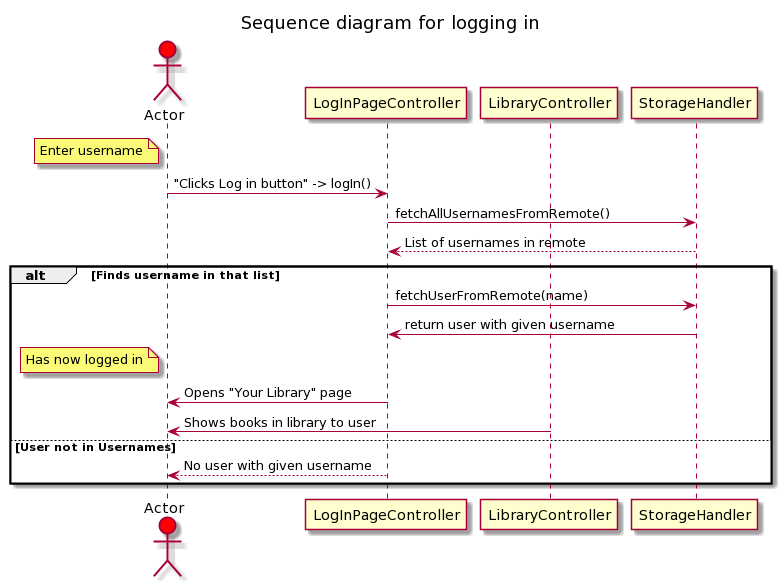 Sequence diagram for logging in
Actor
LogInPageController
LibraryController
StorageHandler
Enter username
"Clicks Log in button" -> logIn()
fetchAllUsernamesFromRemote()
List of usernames in remote
alt
[Finds username in that list]
fetchUserFromRemote(name)
return user with given username
Has now logged in
Opens "Your Library" page
Shows books in library to user
[User not in Usernames]
No user with given username
Actor
LogInPageController
LibraryController
StorageHandler